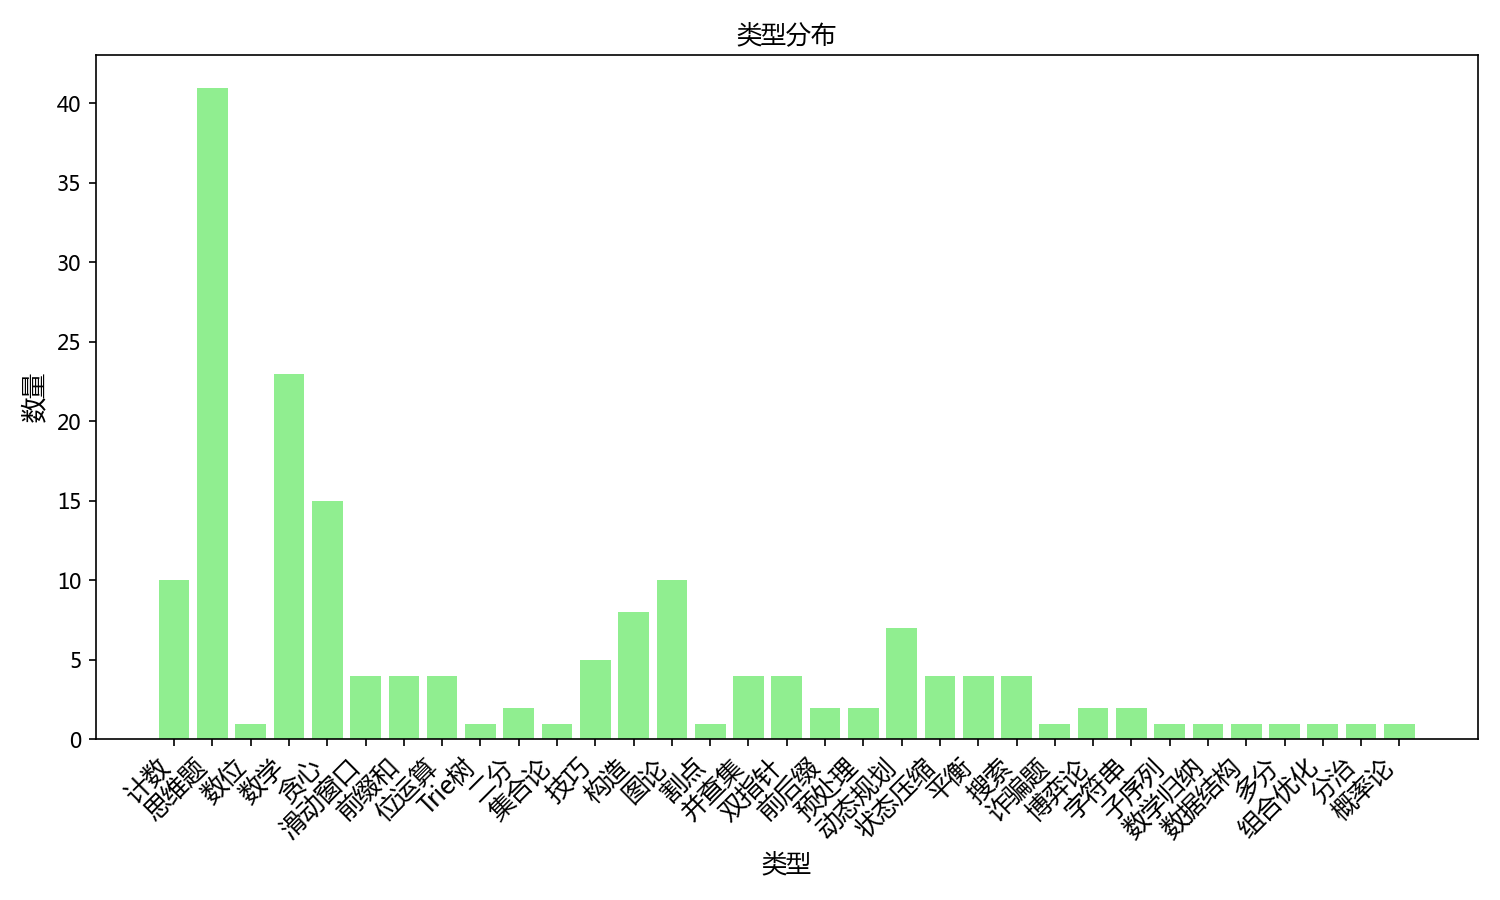 类型分布
数量
40
35
30
25
20
15
10
5
0
计数
思维题
数位
数学
贪心
滑动窗口
前缀和
位运算
Trie树
二分
集合论
技巧
构造
图论
割点
并查集
双指针
前后缀
预处理
动态规划
状态压缩
平衡
搜索
诈骗题
博弈论
字符串
子序列
数学归纳
数据结构
多分
组合优化
分治
概率论
类型